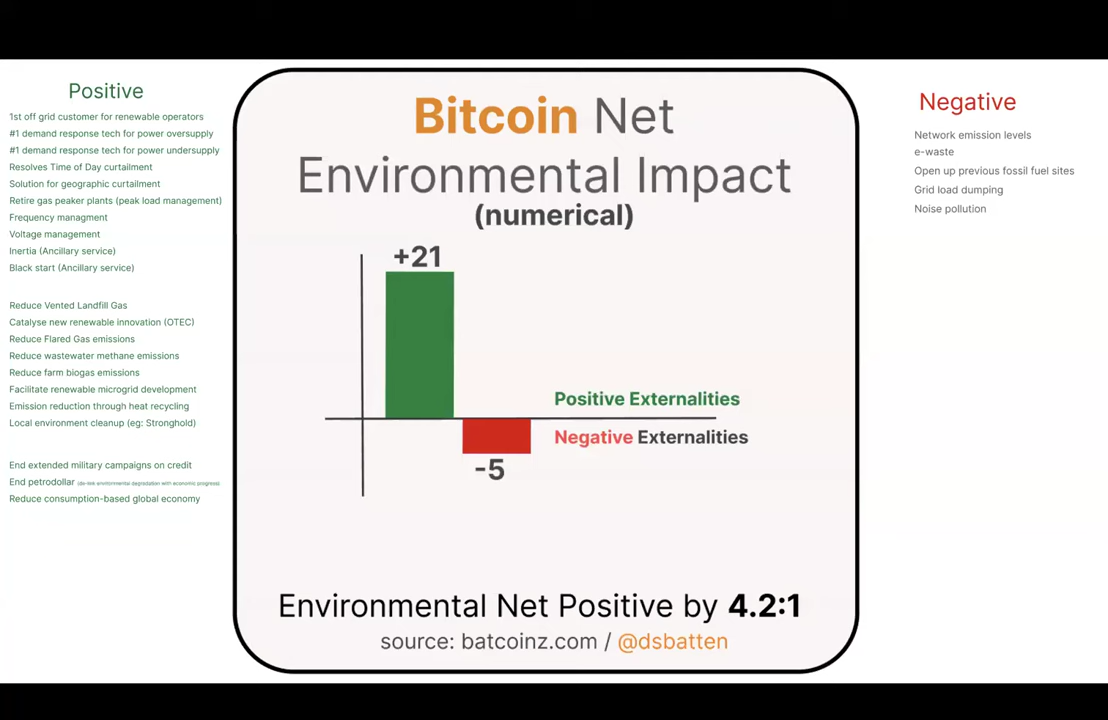 Positive
1st off grid customer for renewable operators
#1 demand response tech for power oversupply
#1 demand response tech for power undersupply
Resolves Time of Day curtailment
Solution for geographic curtailment
Retire gas peaker plants (peak load management)
Frequency managment
Voltage management
Inertia (Ancillary service)
Black start (Ancillary service)
Reduce Vented Landfill Gas
Catalyse new renewable innovation (OTEC)
Reduce Flared Gas emissions
Reduce wastewater methane emissions
Reduce farm biogas emissions
Facilitate renewable microgrid development
Emission reduction through heat recycling
Local environment cleanup (eg: Stronghold)
End extended military campaigns on credit
End petrodollar (de-link environmental degradation with economic progress)
Reduce consumption-based global economy
Bitcoin Net
Environmental Impact
(numerical)
+21
Positive Externalities
Negative Externalities
-5
Environmental Net Positive by 4.2:1
source: batcoinz.com / @dsbatten
Negative
Network emission levels
e-waste
Open up previous fossil fuel sites
Grid load dumping
Noise pollution